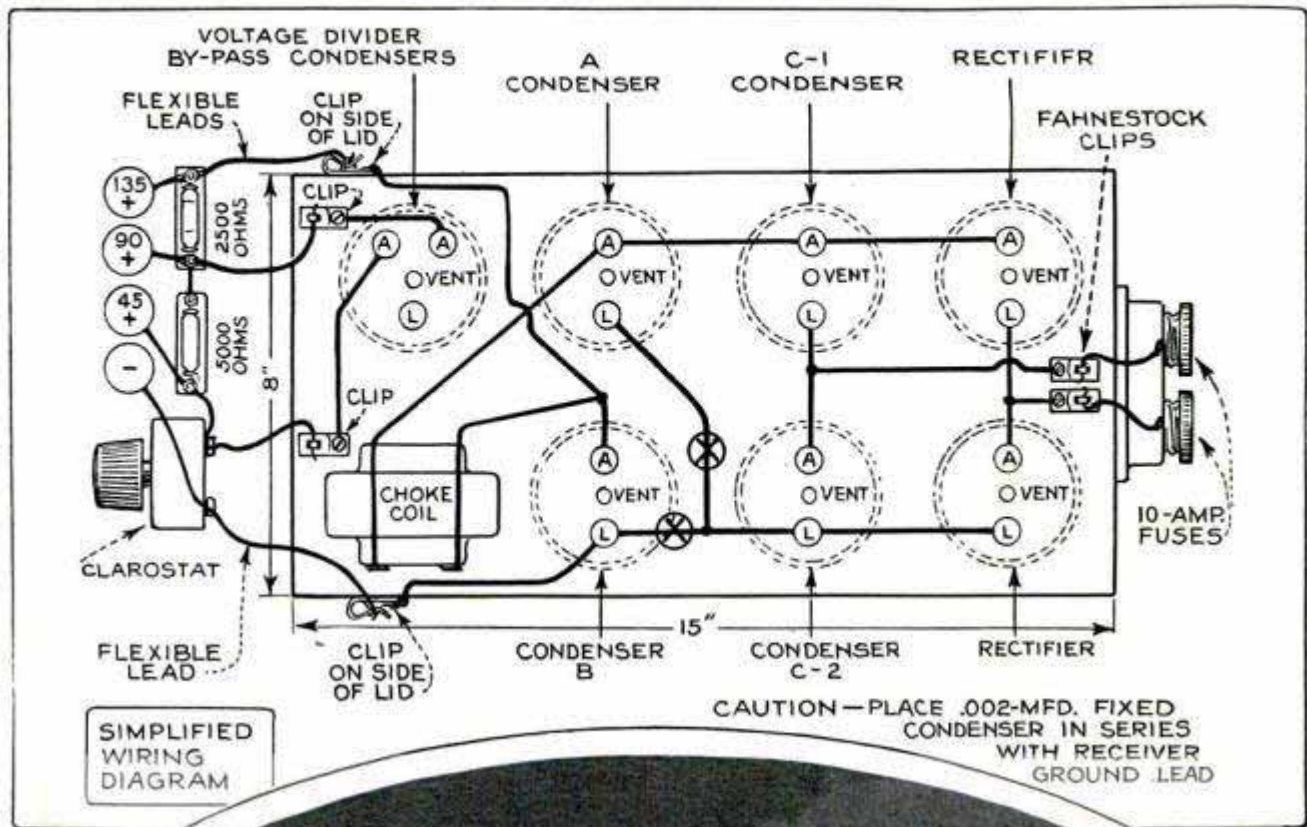 VOLTAGE DIVIDER
BY-PASS CONDENSERS
A
CONDENSER
C-1
CONDENSER
RECTIFIFR
FLEXIBLE
LEADS
CLIP
ON SIDE
OF LID
FAHNESTOCK
CLIPS
135
+
90
+
45
+
-
2500
OHMS
5000
OHMS
8"
CLIP
A
A
VENT
L
A
VENT
L
A
VENT
L
A
VENT
L
CLIP
CHOKE
COIL
A
VENT
L
A
VENT
L
A
VENT
L
10-AMP.
FUSES
CLAROSTAT
15"
FLEXIBLE
LEAD
CLIP
ON SIDE
OF LID
CONDENSER
B
CONDENSER
C-2
RECTIFIER
SIMPLIFIED
WIRING
DIAGRAM
CAUTION—PLACE .002-MFD. FIXED
CONDENSER IN SERIES
WITH RECEIVER
GROUND LEAD